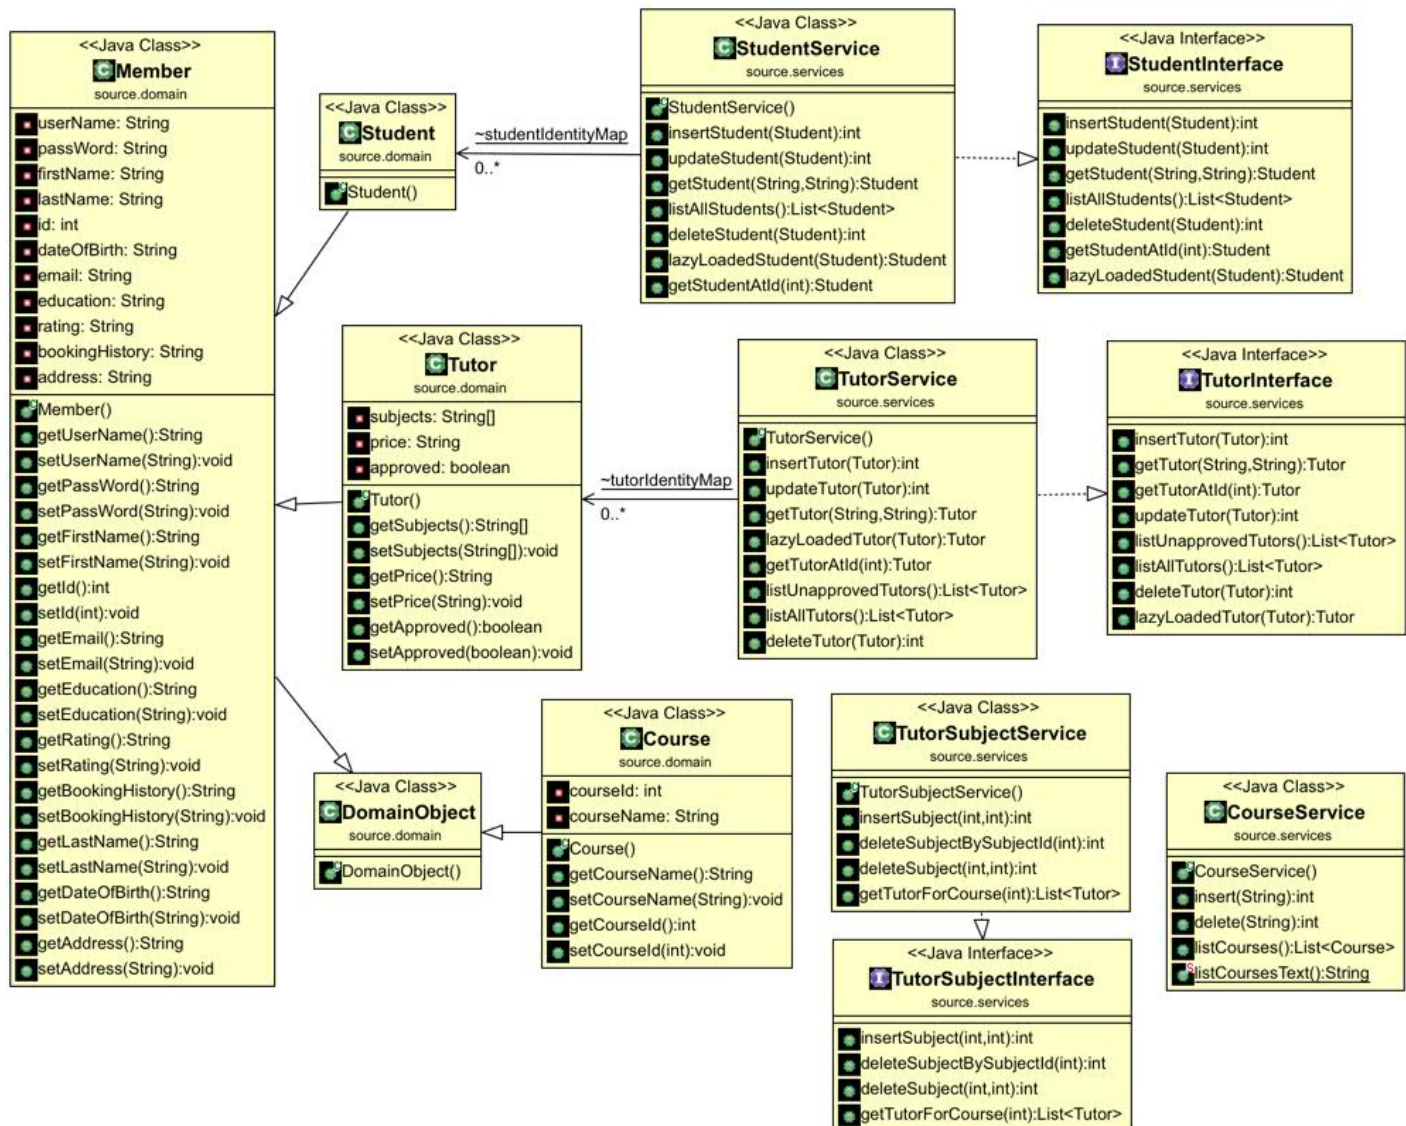 <<Java Class>>
Member
source.domain
userName: String
passWord: String
firstName: String
lastName: String
id: int
dateOfBirth: String
email: String
education: String
rating: String
bookingHistory: String
address: String
Member()
getUserName():String
setUserName(String):void
getPassWord():String
setPassWord(String):void
getFirstName():String
setFirstName(String):void
getId():int
setId(int):void
getEmail():String
setEmail(String):void
getEducation():String
setEducation(String):void
getRating():String
setRating(String):void
getBookingHistory():String
setBookingHistory(String):void
getLastName():String
setLastName(String):void
getDateOfBirth():String
setDateOfBirth(String):void
getAddress():String
setAddress(String):void
<<Java Class>>
Student
source.domain
Student()
~studentIdentityMap
0..*
<<Java Class>>
StudentService
source.services
StudentService()
insertStudent(Student):int
updateStudent(Student):int
getStudent(String,String):Student
listAllStudents():List<Student>
deleteStudent(Student):int
lazyLoadedStudent(Student):Student
getStudentAtId(int):Student
<<Java Interface>>
StudentInterface
source.services
insertStudent(Student):int
updateStudent(Student):int
getStudent(String,String):Student
listAllStudents():List<Student>
deleteStudent(Student):int
getStudentAtId(int):Student
lazyLoadedStudent(Student):Student
<<Java Class>>
Tutor
source.domain
subjects: String[]
price: String
approved: boolean
Tutor()
getSubjects():String[]
setSubjects(String[]):void
getPrice():String
setPrice(String):void
getApproved():boolean
setApproved(boolean):void
~tutorIdentityMap
0..*
<<Java Class>>
TutorService
source.services
TutorService()
insertTutor(Tutor):int
updateTutor(Tutor):int
getTutor(String,String):Tutor
lazyLoadedTutor(Tutor):Tutor
getTutorAtId(int):Tutor
listUnapprovedTutors():List<Tutor>
listAllTutors():List<Tutor>
deleteTutor(Tutor):int
<<Java Interface>>
TutorInterface
source.services
insertTutor(Tutor):int
getTutor(String,String):Tutor
getTutorAtId(int):Tutor
updateTutor(Tutor):int
listUnapprovedTutors():List<Tutor>
listAllTutors():List<Tutor>
deleteTutor(Tutor):int
lazyLoadedTutor(Tutor):Tutor
<<Java Class>>
DomainObject
source.domain
DomainObject()
<<Java Class>>
Course
source.domain
courseId: int
courseName: String
Course()
getCourseName():String
setCourseName(String):void
getCourseId():int
setCourseId(int):void
<<Java Class>>
TutorSubjectService
source.services
TutorSubjectService()
insertSubject(int,int):int
deleteSubjectBySubjectId(int):int
deleteSubject(int,int):int
getTutorForCourse(int):List<Tutor>
<<Java Interface>>
TutorSubjectInterface
source.services
insertSubject(int,int):int
deleteSubjectBySubjectId(int):int
deleteSubject(int,int):int
getTutorForCourse(int):List<Tutor>
<<Java Class>>
CourseService
source.services
CourseService()
insert(String):int
delete(String):int
listCourses():List<Course>
listCoursesText():String